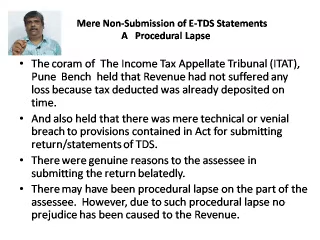 Mere Non-Submission of E-TDS Statements
A Procedural Lapse
• The coram of The Income Tax Appellate Tribunal (ITAT),
Pune Bench held that Revenue had not suffered any
loss because tax deducted was already deposited on
time.
• And also held that there was mere technical or venial
breach to provisions contained in Act for submitting
return/statements of TDS.
• There were genuine reasons to the assessee in
submitting the return belatedly.
• There may have been procedural lapse on the part of the
assessee. However, due to such procedural lapse no
prejudice has been caused to the Revenue.